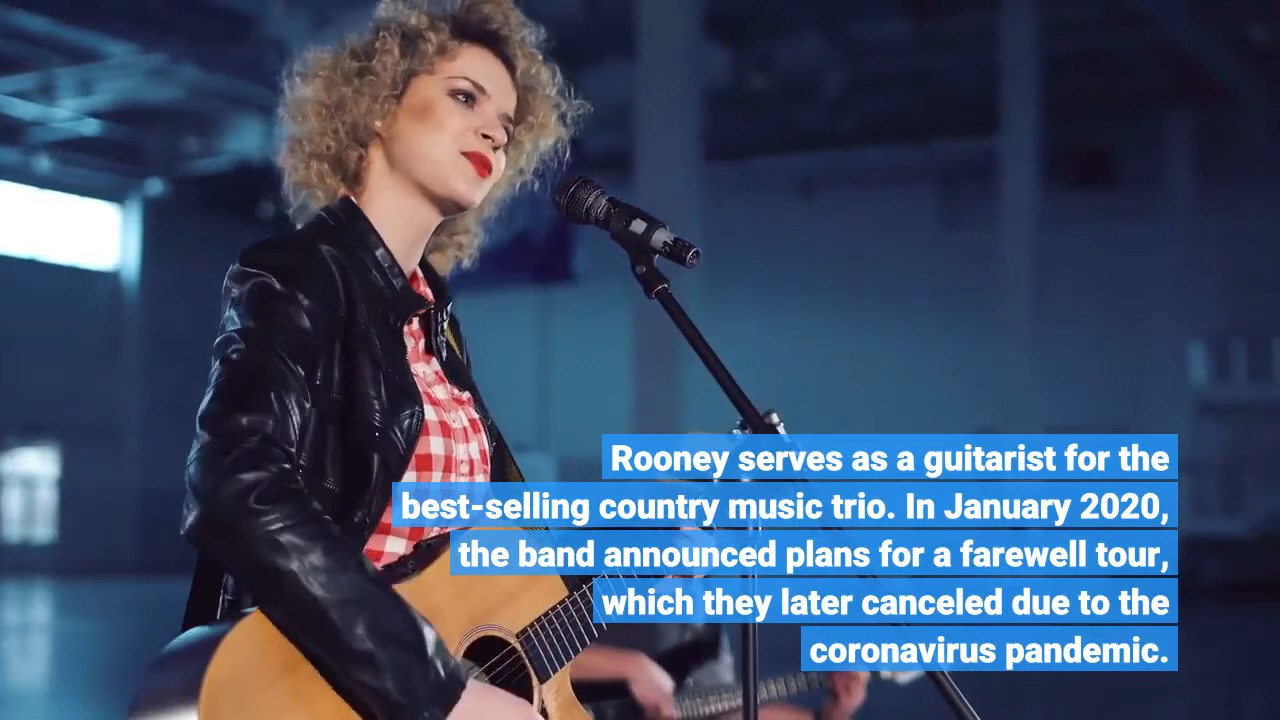 Rooney serves as a guitarist for the
best-selling country music trio. In January 2020,
the band announced plans for a farewell tour,
which they later canceled due to the
coronavirus pandemic.